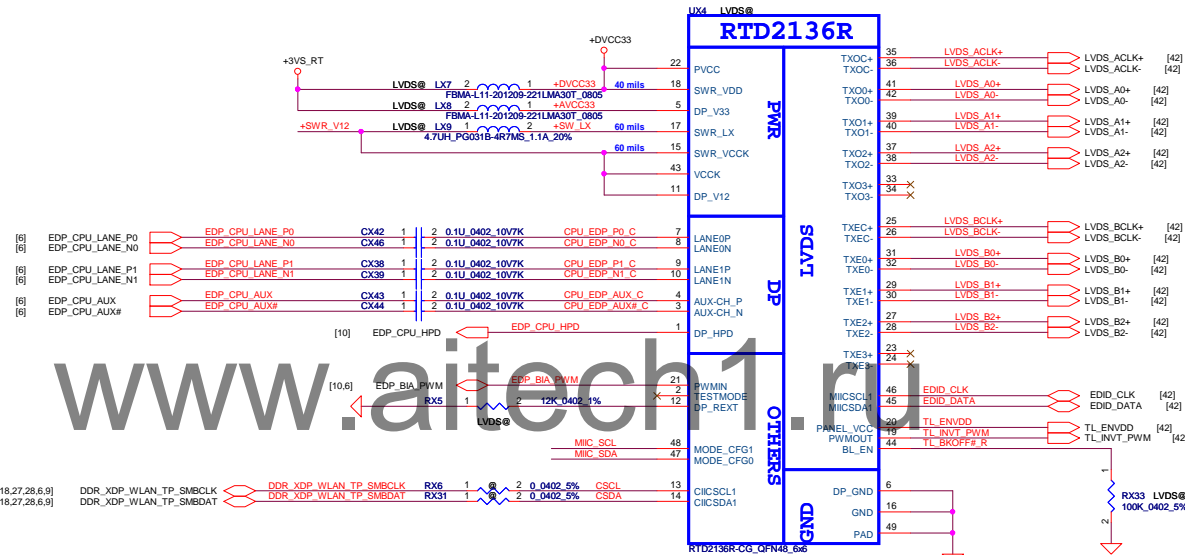 UX4 LVDS@
RTD2136R
+DVCC33
+3VS_RT
LVDS@ LX7 2 1 +DVCC33 40 mils
FBMA-L11-201209-221LMA30T_0805
LVDS@ LX8 2 1 +AVCC33
FBMA-L11-201209-221LMA30T_0805
+SWR_V12 LVDS@ LX9 1 2 +SW_LX 60 mils
4.7UH_PG031B-4R7MS_1.1A_20%
60 mils
22 PVCC
18 SWR_VDD
5 DP_V33
17 SWR_LX
15 SWR_VCCK
43 VCCK
11 DP_V12
PWR
[6] EDP_CPU_LANE_P0 EDP_CPU_LANE_P0 CX42 1 2 0.1U_0402_10V7K CPU_EDP_P0_C 7 LANE0P
[6] EDP_CPU_LANE_N0 EDP_CPU_LANE_N0 CX46 1 2 0.1U_0402_10V7K CPU_EDP_N0_C 8 LANE0N
[6] EDP_CPU_LANE_P1 EDP_CPU_LANE_P1 CX38 1 2 0.1U_0402_10V7K CPU_EDP_P1_C 9 LANE1P
[6] EDP_CPU_LANE_N1 EDP_CPU_LANE_N1 CX39 1 2 0.1U_0402_10V7K CPU_EDP_N1_C 10 LANE1N
[6] EDP_CPU_AUX EDP_CPU_AUX CX43 1 2 0.1U_0402_10V7K CPU_EDP_AUX_C 4 AUX-CH_P
[6] EDP_CPU_AUX# EDP_CPU_AUX# CX44 1 2 0.1U_0402_10V7K CPU_EDP_AUX#_C 3 AUX-CH_N
[10] EDP_CPU_HPD EDP_CPU_HPD 1 DP_HPD
DP
[10,6] EDP_BIA_PWM EDP_BIA_PWM 21 PWMIN
2 TESTMODE
RX5 1 2 12K_0402_1% 12 DP_REXT
LVDS@
MIIC_SCL 48 MODE_CFG1
MIIC_SDA 47 MODE_CFG0
18,27,28,6,9] DDR_XDP_WLAN_TP_SMBCLK DDR_XDP_WLAN_TP_SMBCLK RX6 1 @ 2 0_0402_5% CSCL 13 CIICSCL1
18,27,28,6,9] DDR_XDP_WLAN_TP_SMBDAT DDR_XDP_WLAN_TP_SMBDAT RX31 1 @ 2 0_0402_5% CSDA 14 CIICSDA1
OTHERS
LVDS
TXOC+ 35 LVDS_ACLK+ LVDS_ACLK+ [42]
TXOC- 36 LVDS_ACLK- LVDS_ACLK- [42]
TXO0+ 41 LVDS_A0+ LVDS_A0+ [42]
TXO0- 42 LVDS_A0- LVDS_A0- [42]
TXO1+ 39 LVDS_A1+ LVDS_A1+ [42]
TXO1- 40 LVDS_A1- LVDS_A1- [42]
TXO2+ 37 LVDS_A2+ LVDS_A2+ [42]
TXO2- 38 LVDS_A2- LVDS_A2- [42]
TXO3+ 33
TXO3- 34
TXEC+ 25 LVDS_BCLK+ LVDS_BCLK+ [42]
TXEC- 26 LVDS_BCLK- LVDS_BCLK- [42]
TXE0+ 31 LVDS_B0+ LVDS_B0+ [42]
TXE0- 32 LVDS_B0- LVDS_B0- [42]
TXE1+ 29 LVDS_B1+ LVDS_B1+ [42]
TXE1- 30 LVDS_B1- LVDS_B1- [42]
TXE2+ 27 LVDS_B2+ LVDS_B2+ [42]
TXE2- 28 LVDS_B2- LVDS_B2- [42]
TXE3+ 23
TXE3- 24
MIICSCL1 46 EDID_CLK EDID_CLK [42]
MIICSDA1 45 EDID_DATA EDID_DATA [42]
PANEL_VCC 20 TL_ENVDD TL_ENVDD [42]
PWMOUT 19 TL_INVT_PWM TL_INVT_PWM [42]
BL_EN 44 TL_BKOFF#_R
1
RX33 LVDS@
100K_0402_5%
2
GND
DP_GND 6
GND 16
PAD 49
RTD2136R-CG_QFN48_6x6
www.aitech1.ru